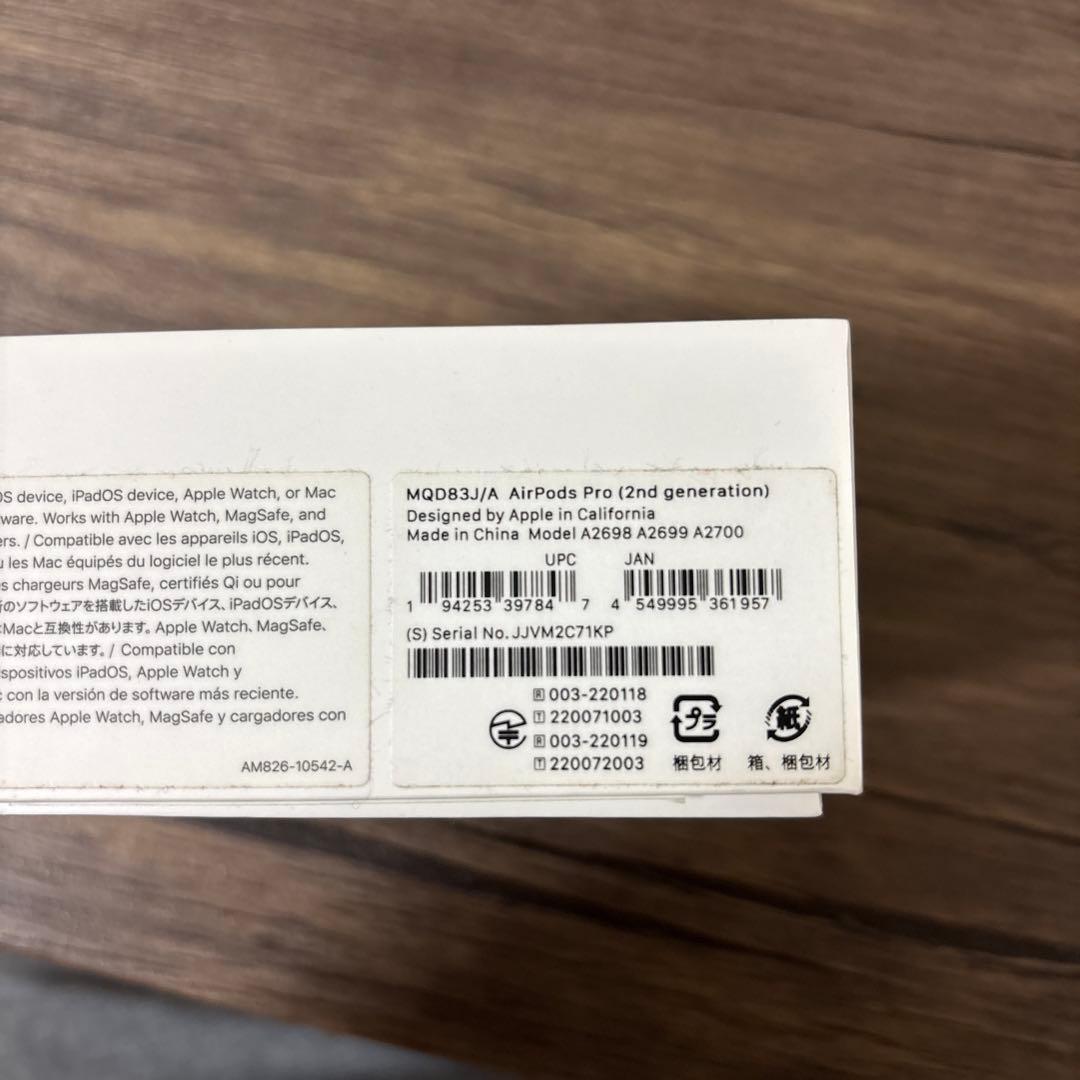 OS device, iPadOS device, Apple Watch, or Mac
ware. Works with Apple Watch, MagSafe, and
ers. / Compatible avec les appareils iOS, iPadOS,
u les Mac équipés du logiciel le plus récent.
es chargeurs MagSafe, certifiés Qi ou pour
のソフトウェアを搭載したiOSデバイス、iPadOSデバイス、
Macと互換性があります。Apple Watch、MagSafe、
に対応しています。/ Compatible con
spositivos iPadOS, Apple Watch y
c con la versión de software más reciente.
adores Apple Watch, MagSafe y cargadores con
AM826-10542-A
MQD83J/A AirPods Pro (2nd generation)
Designed by Apple in California
Made in China Model A2698 A2699 A2700
UPC JAN
1 94253 39784 7 4 549995 361957
(S) Serial No. JJVM2C71KP
R 003-220118
T 220071003
R 003-220119
T 220072003
プラ
梱包材
紙
箱、梱包材